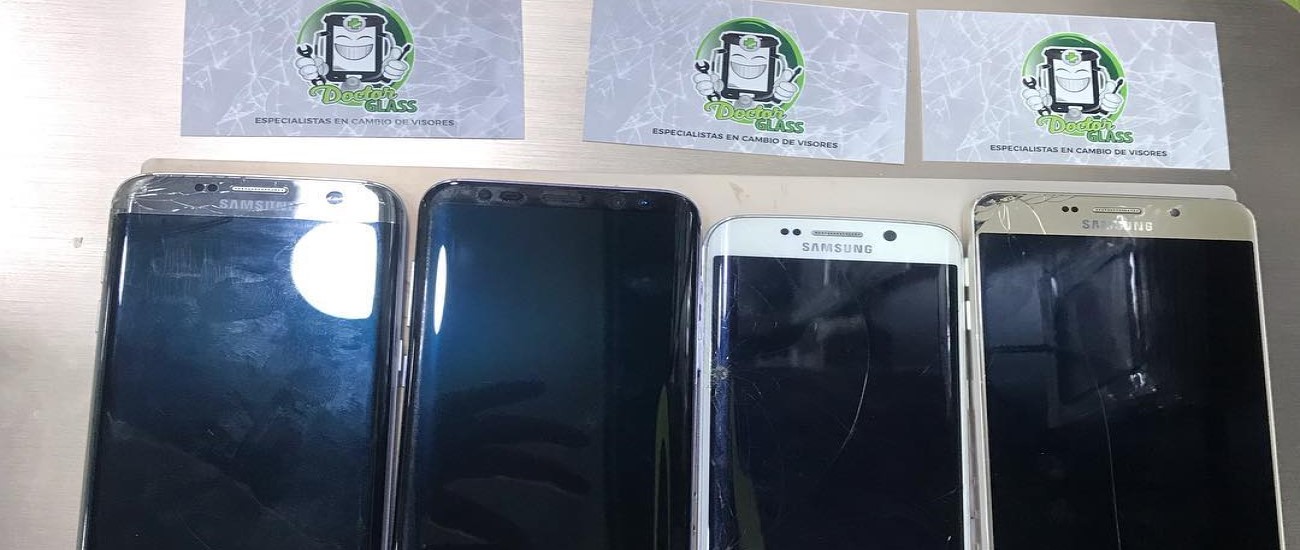 Doctor
GLASS
ESPECIALISTAS EN CAMBIO DE VISORES
Doctor
GLASS
ESPECIALISTAS EN CAMBIO DE VISORES
Doctor
GLASS
ESPECIALISTAS EN CAMBIO DE VISORES
SAMSUNG
SAMSUNG
SAMSUNG